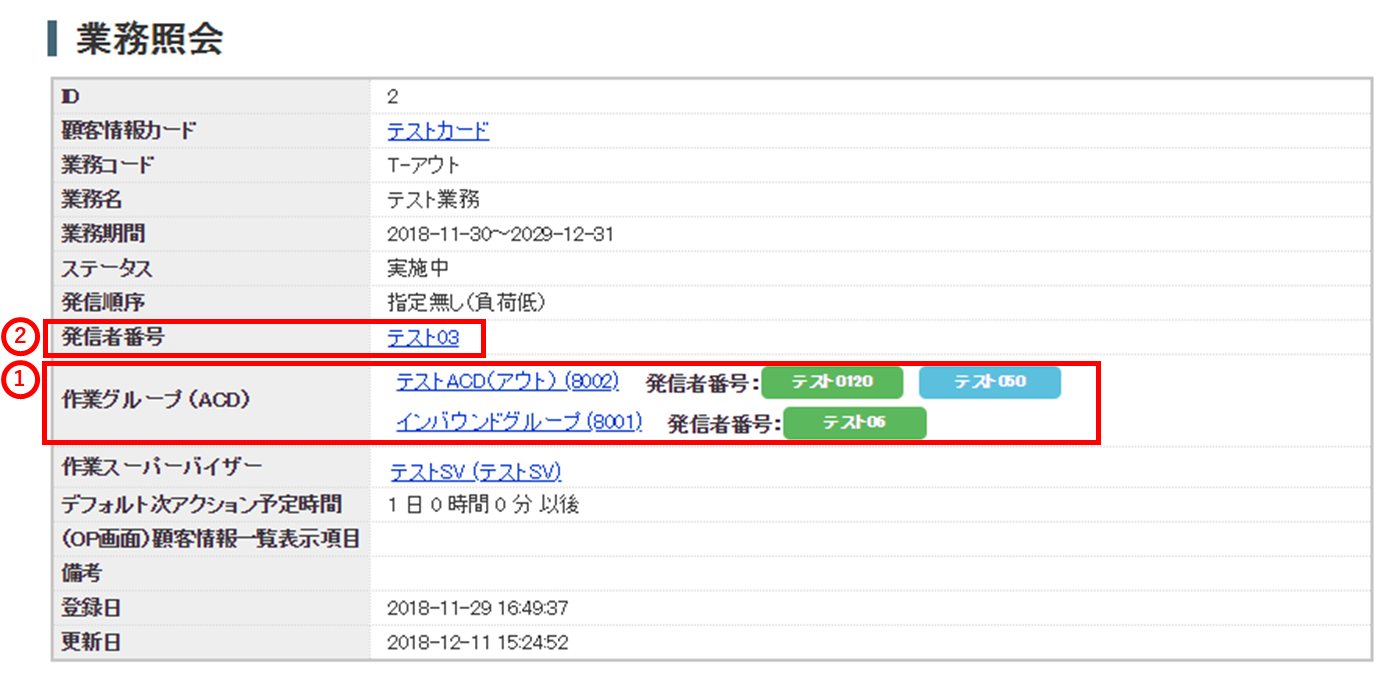 業務照会
ID 2
顧客情報カード テストカード
業務コード T-アウト
業務名 テスト業務
業務期間 2018-11-30～2029-12-31
ステータス 実施中
発信順序 指定無し(負荷低)
② 発信者番号 テスト03
① 作業グループ(ACD) テストACD(アウト) (8002) 発信者番号: テスト0120 テスト050
インバウンドグループ (8001) 発信者番号: テスト06
作業スーパーバイザー テストSV (テストSV)
デフォルト次アクション予定時間 1 日 0 時間 0 分 以後
(OP画面)顧客情報一覧表示項目
備考
登録日 2018-11-29 16:49:37
更新日 2018-12-11 15:24:52